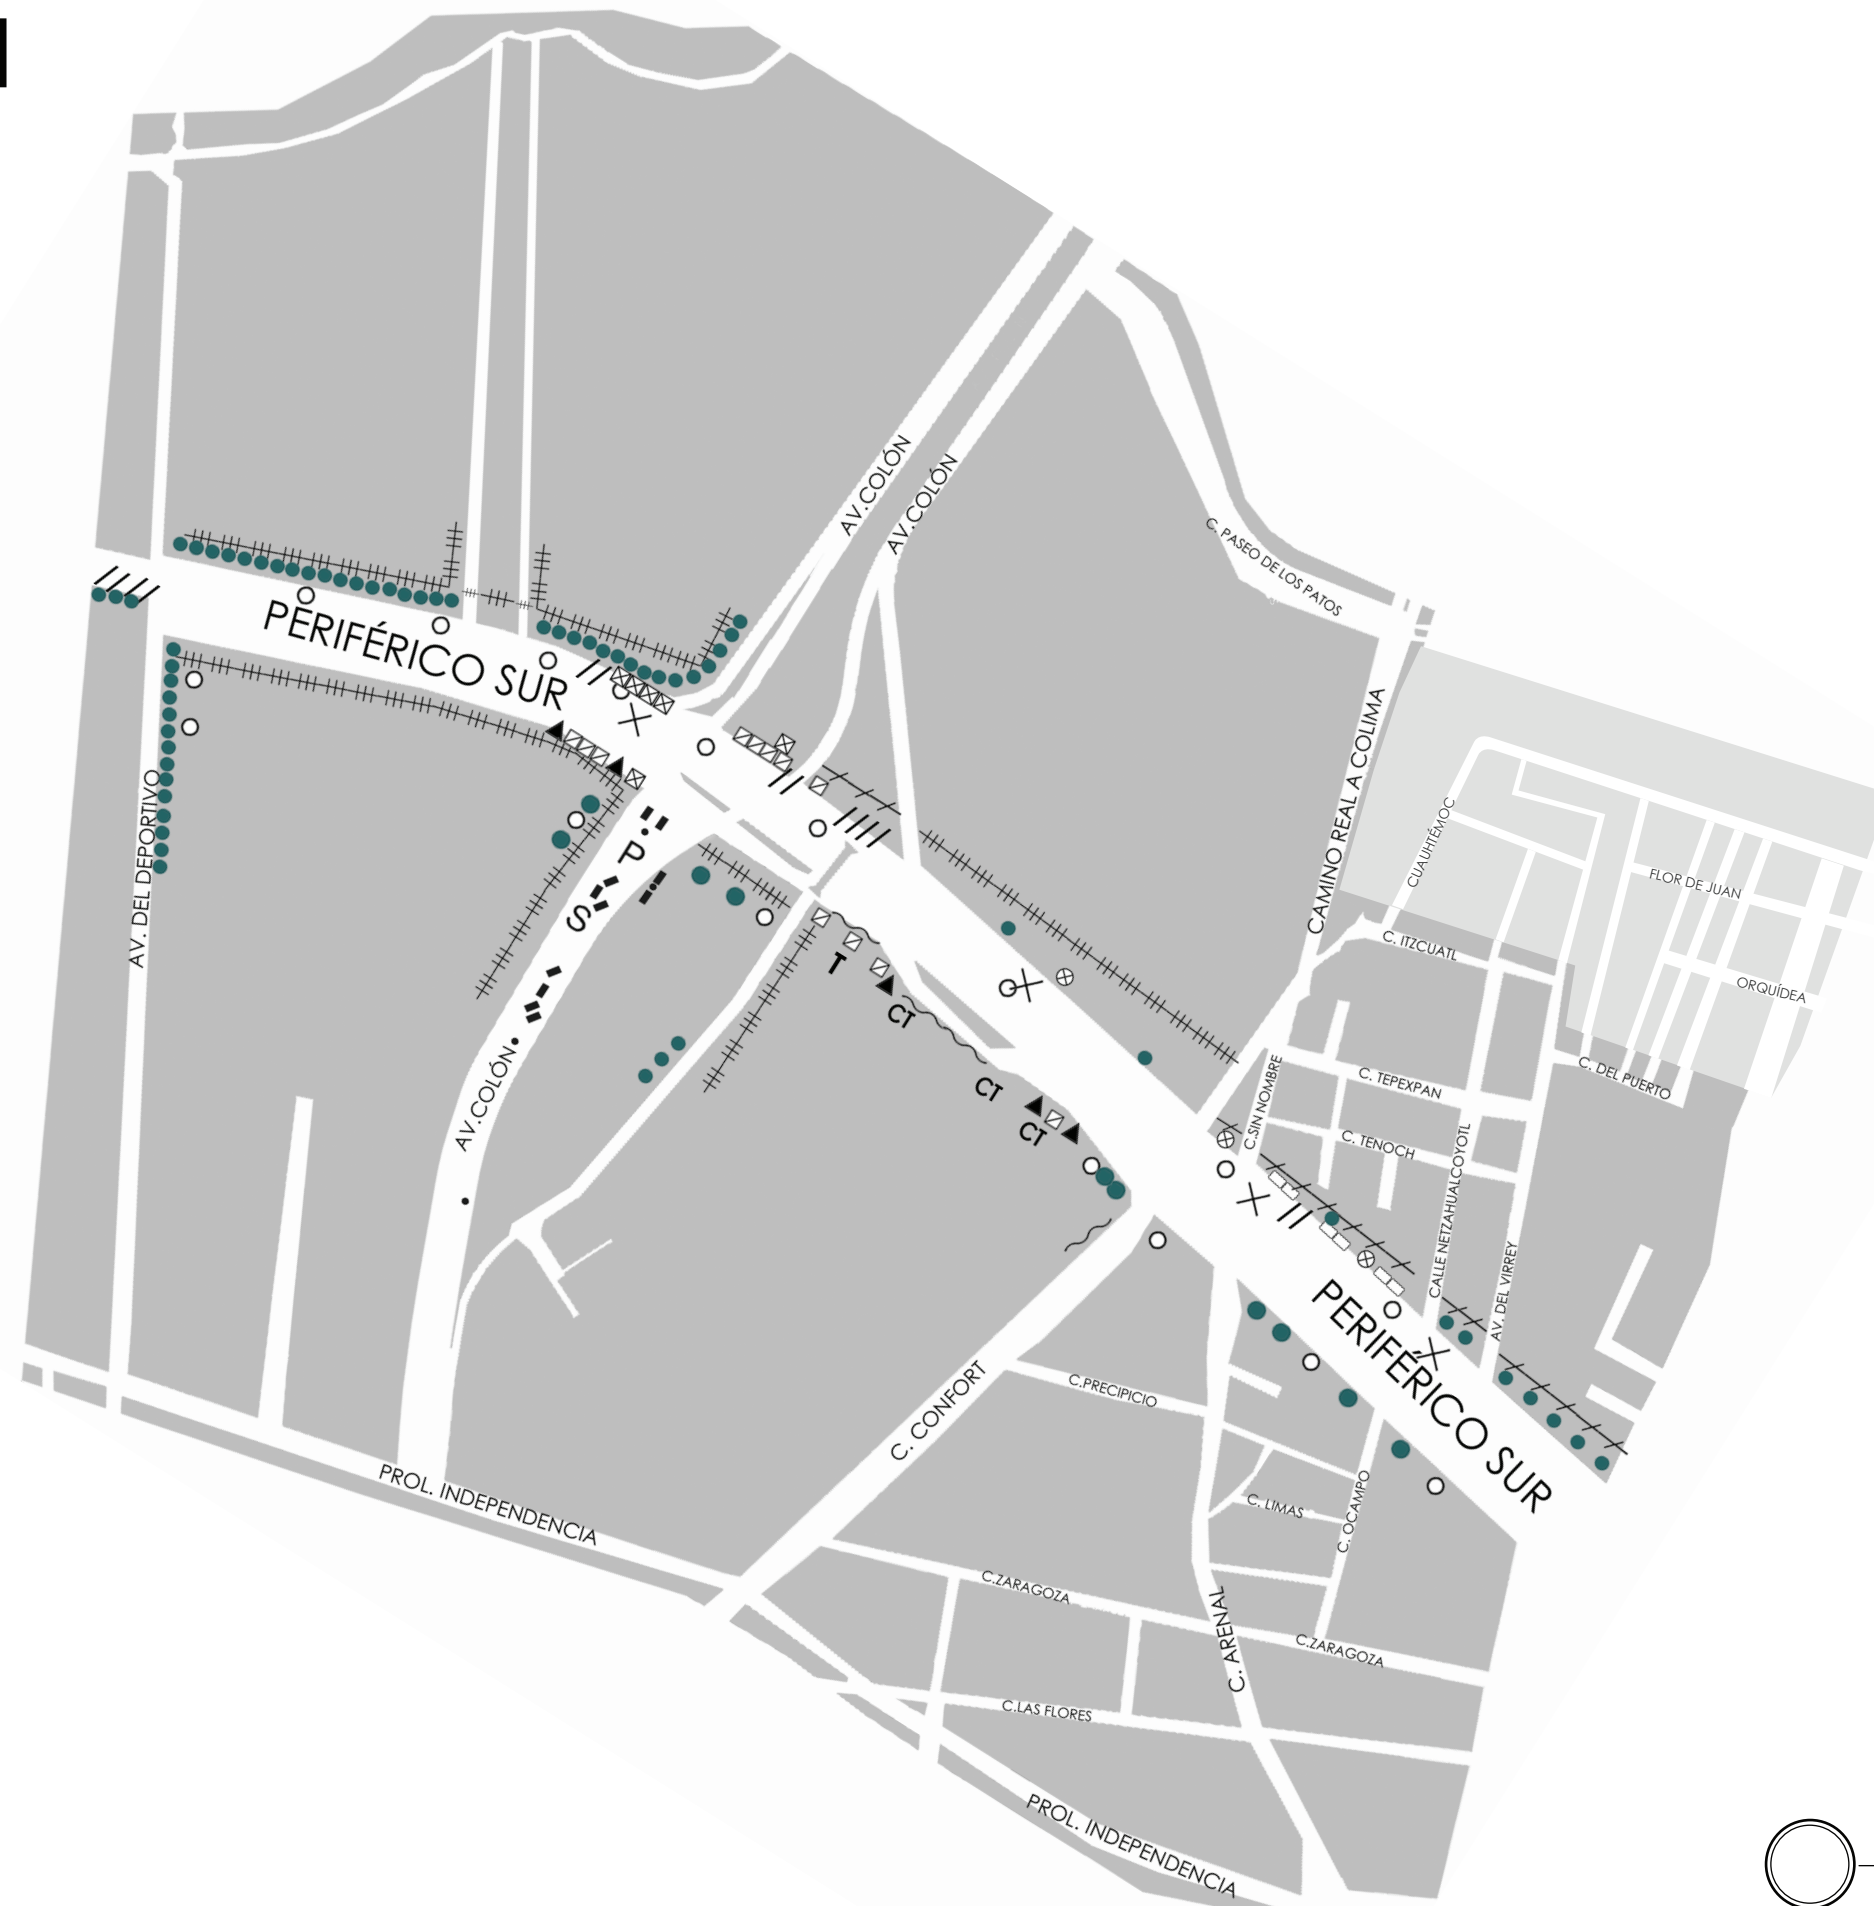 AV.COLÓN
AV.COLÓN
C. PASEO DE LOS PATOS
PERIFÉRICO SUR
CAMINO REAL A COLIMA
AV. DEL DEPORTIVO
CUAUHTÉMOC
FLOR DE JUAN
P
S
C. ITZCUATL
T
ORQUÍDEA
CT
C. TEPEXPAN
C. DEL PUERTO
C.SIN NOMBRE
CT
CT
AV.COLÓN
C. TENOCH
CALLE NETZAHUALCOYOTL
AV. DEL VIRREY
PERIFÉRICO SUR
C. CONFORT
C.PRECIPICIO
PROL. INDEPENDENCIA
C. LIMAS
C. OCAMPO
C.ZARAGOZA
C. ARENAL
C.ZARAGOZA
C.LAS FLORES
PROL. INDEPENDENCIA